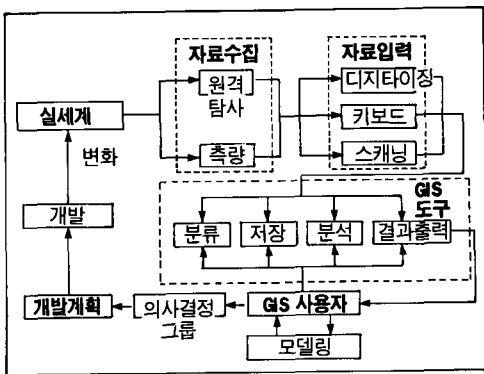 자료수집
자료입력
원격
탐사
디지타이징
실세계
키보드
측량
스캐닝
변화
GIS
도구
개발
분류
저장
분석
결과출력
개발계획
의사결정
그룹
GIS 사용자
모델링